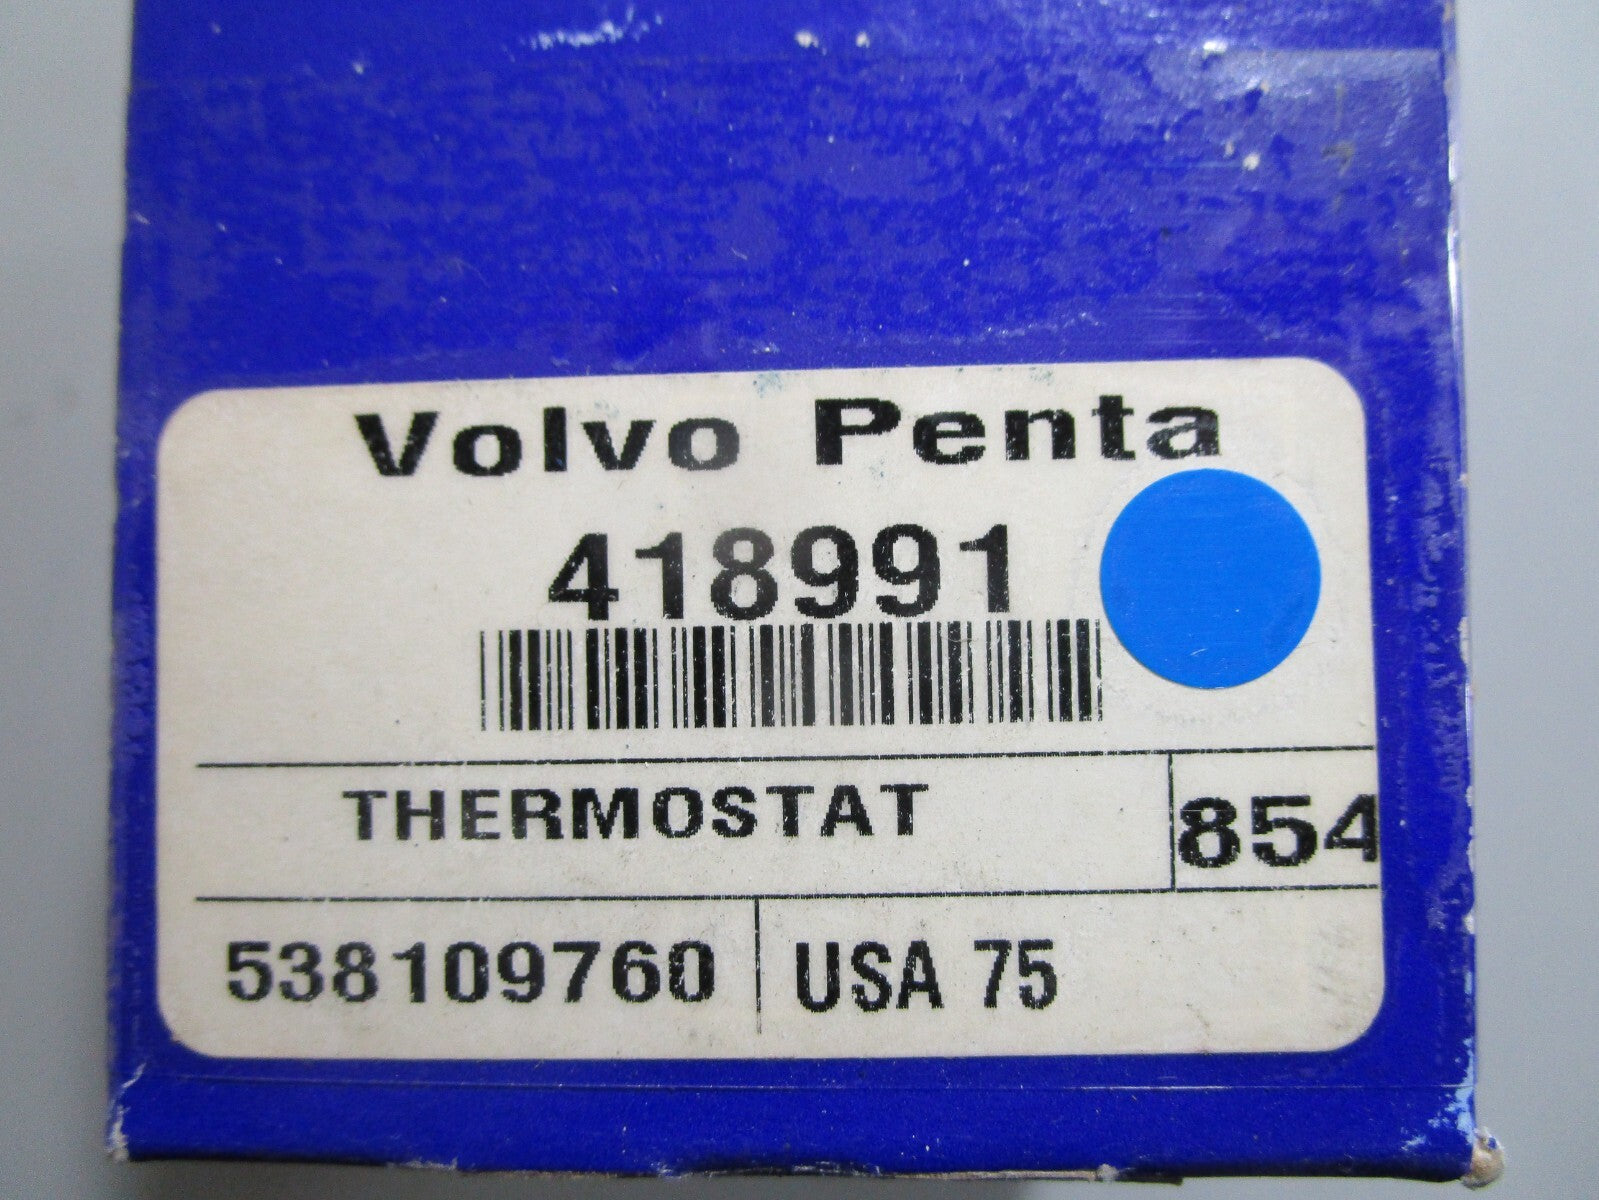 Volvo Penta
418991
THERMOSTAT 854
538109760 USA 75